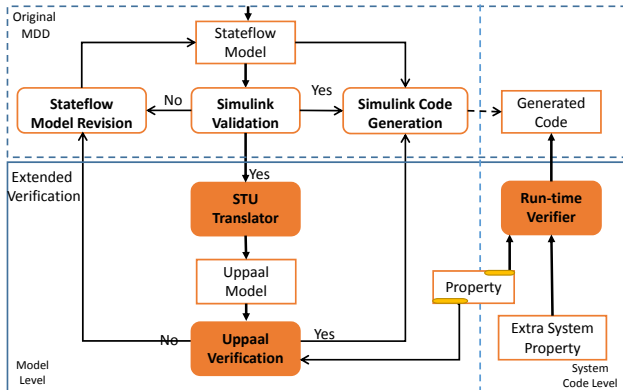 Original
MDD
Stateflow
Model
No
Yes
Stateflow
Model Revision
Simulink
Validation
Simulink Code
Generation
Generated
Code
Extended
Verification
Yes
STU
Translator
Run-time
Verifier
Uppaal
Model
Property
No
Uppaal
Verification
Yes
Extra System
Property
Model
Level
System
Code Level